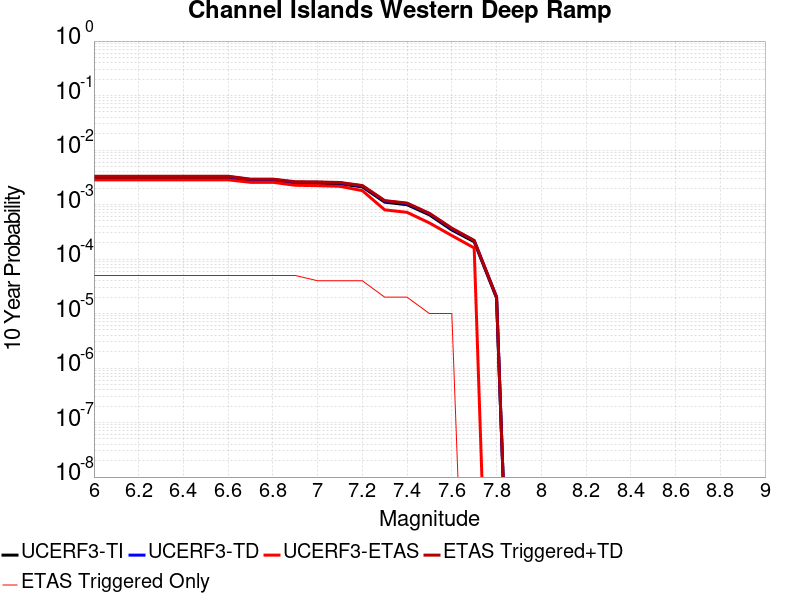 Channel Islands Western Deep Ramp
10^0
10^-1
10^-2
10^-3
10^-4
10^-5
10^-6
10^-7
10^-8
10 Year Probability
6 6.2 6.4 6.6 6.8 7 7.2 7.4 7.6 7.8 8 8.2 8.4 8.6 8.8 9
Magnitude
UCERF3-TI UCERF3-TD UCERF3-ETAS ETAS Triggered+TD
ETAS Triggered Only